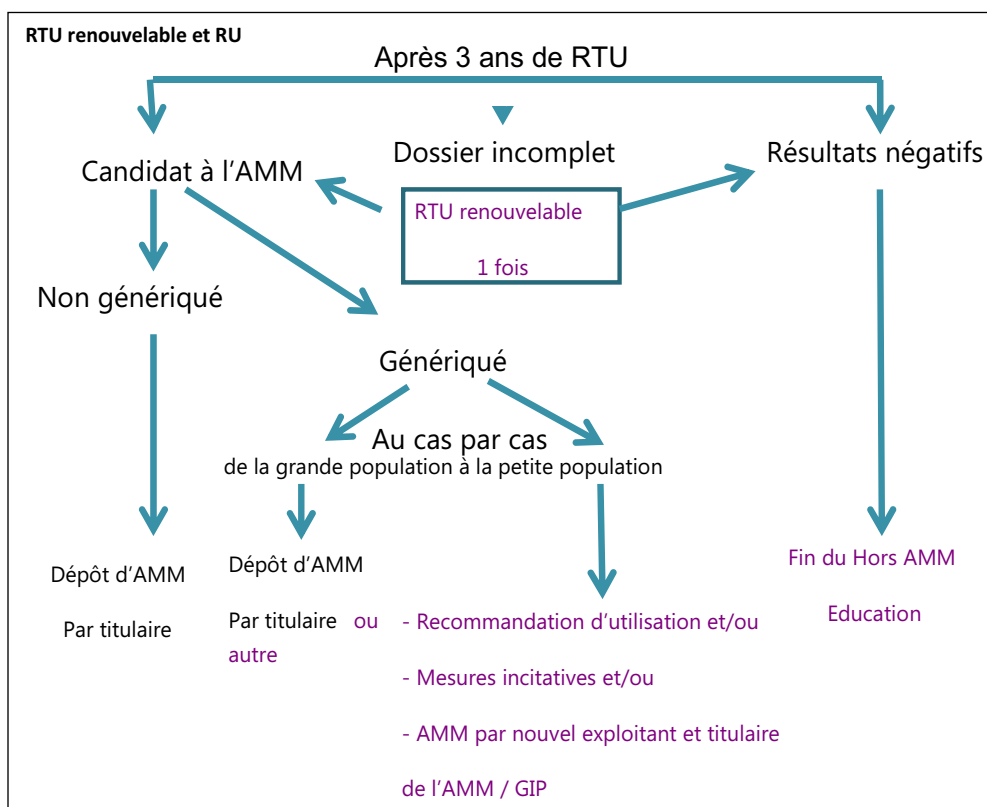 RTU renouvelable et RU
Après 3 ans de RTU
Candidat à l'AMM
Dossier incomplet
Résultats négatifs
RTU renouvelable
1 fois
Non génériqué
Génériqué
Au cas par cas
de la grande population à la petite population
Dépôt d'AMM
Par titulaire
Dépôt d'AMM
Par titulaire ou
autre
- Recommandation d'utilisation et/ou
- Mesures incitatives et/ou
- AMM par nouvel exploitant et titulaire
de l'AMM / GIP
Fin du Hors AMM
Education